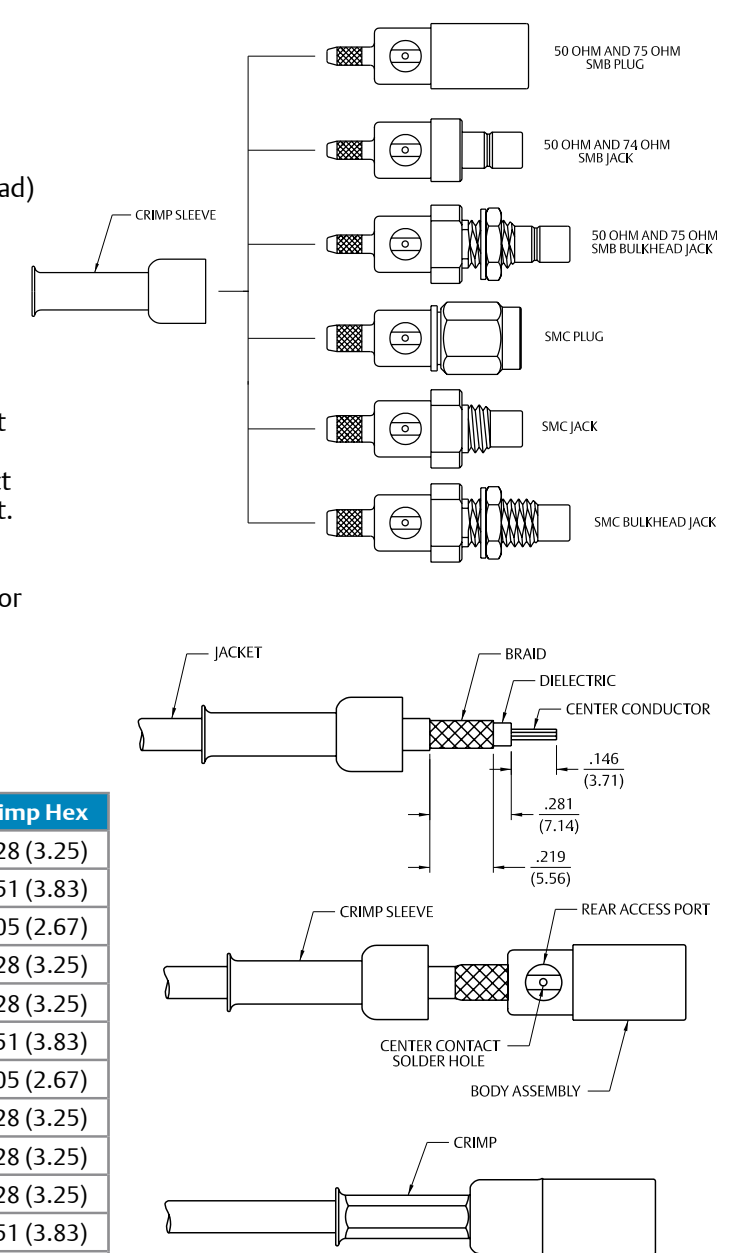 50 OHM AND 75 OHM
SMB PLUG
50 OHM AND 74 OHM
SMB JACK
ad)
CRIMP SLEEVE
50 OHM AND 75 OHM
SMB BULKHEAD JACK
SMC PLUG
t
SMC JACK
ct
t.
SMC BULKHEAD JACK
or
JACKET
BRAID
DIELECTRIC
CENTER CONDUCTOR
.146
(3.71)
.281
(7.14)
.219
(5.56)
imp Hex
28 (3.25)
51 (3.83)
05 (2.67)
28 (3.25)
28 (3.25)
51 (3.83)
05 (2.67)
28 (3.25)
28 (3.25)
28 (3.25)
51 (3.83)
CRIMP SLEEVE
REAR ACCESS PORT
CENTER CONTACT
SOLDER HOLE
BODY ASSEMBLY
CRIMP